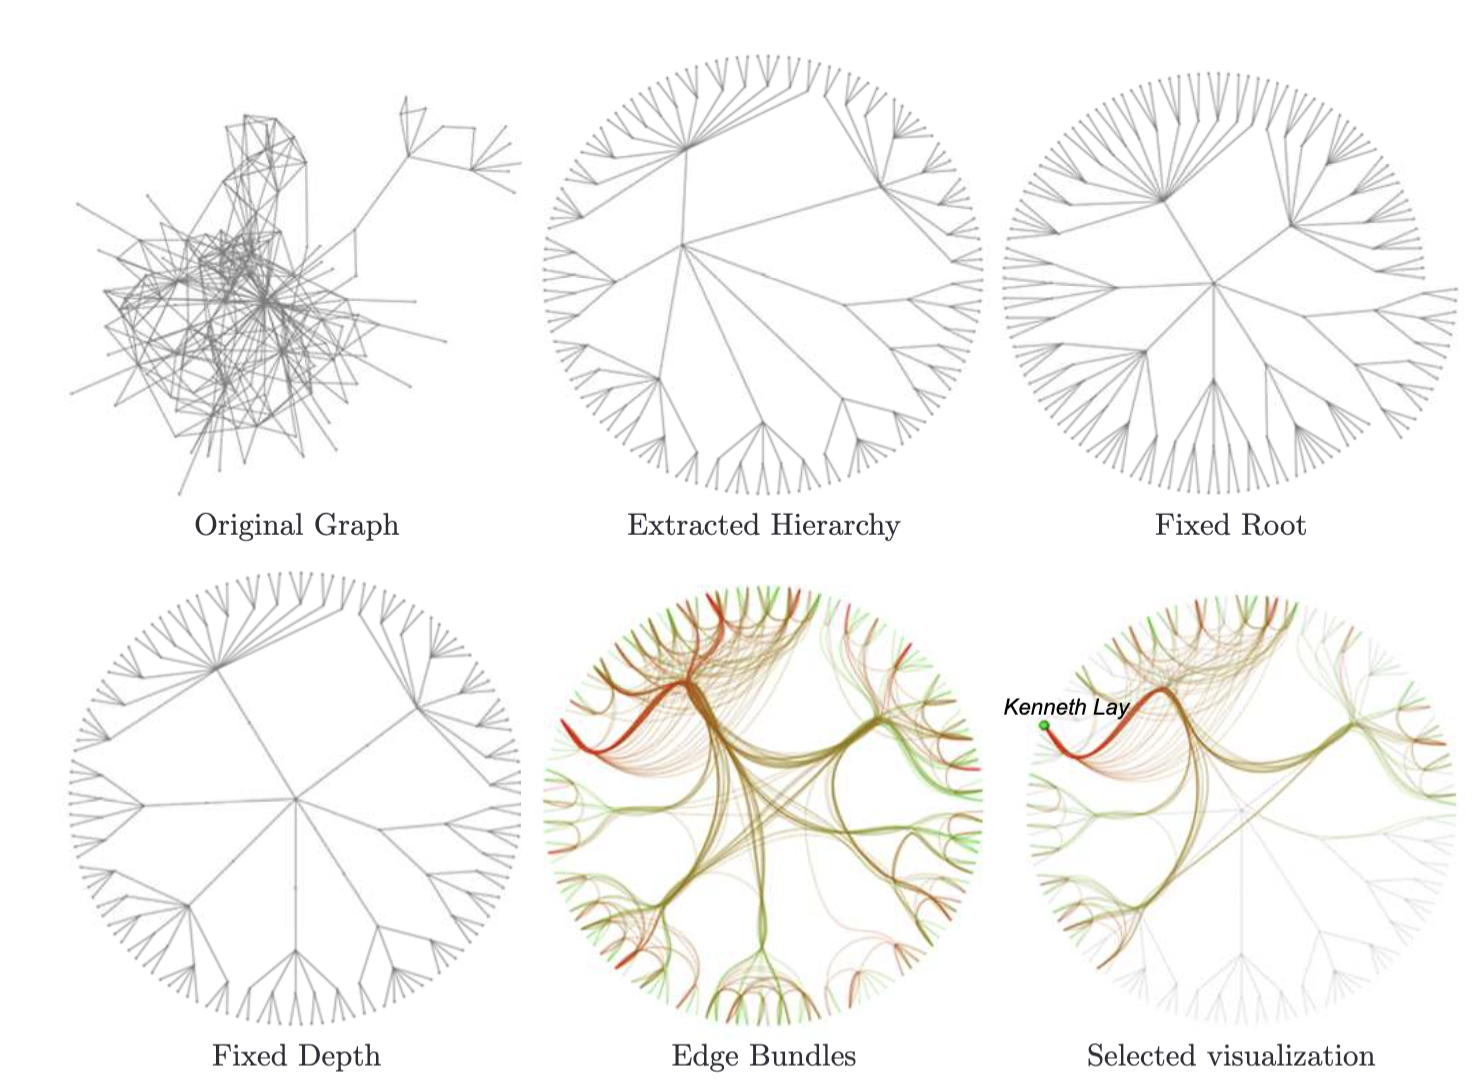 Original Graph
Extracted Hierarchy
Fixed Root
Kenneth Lay
Fixed Depth
Edge Bundles
Selected visualization